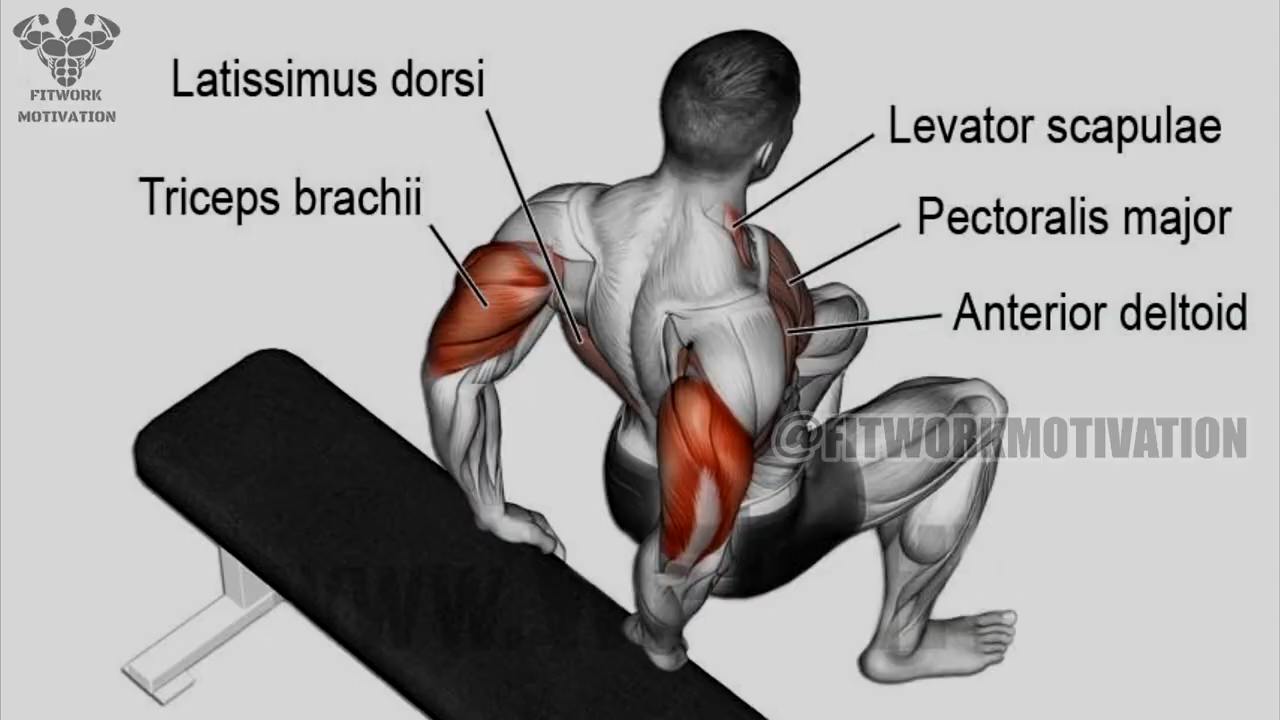 FITWORK
MOTIVATION
Latissimus dorsi
Triceps brachii
Levator scapulae
Pectoralis major
Anterior deltoid
@FITWORKMOTIVATION